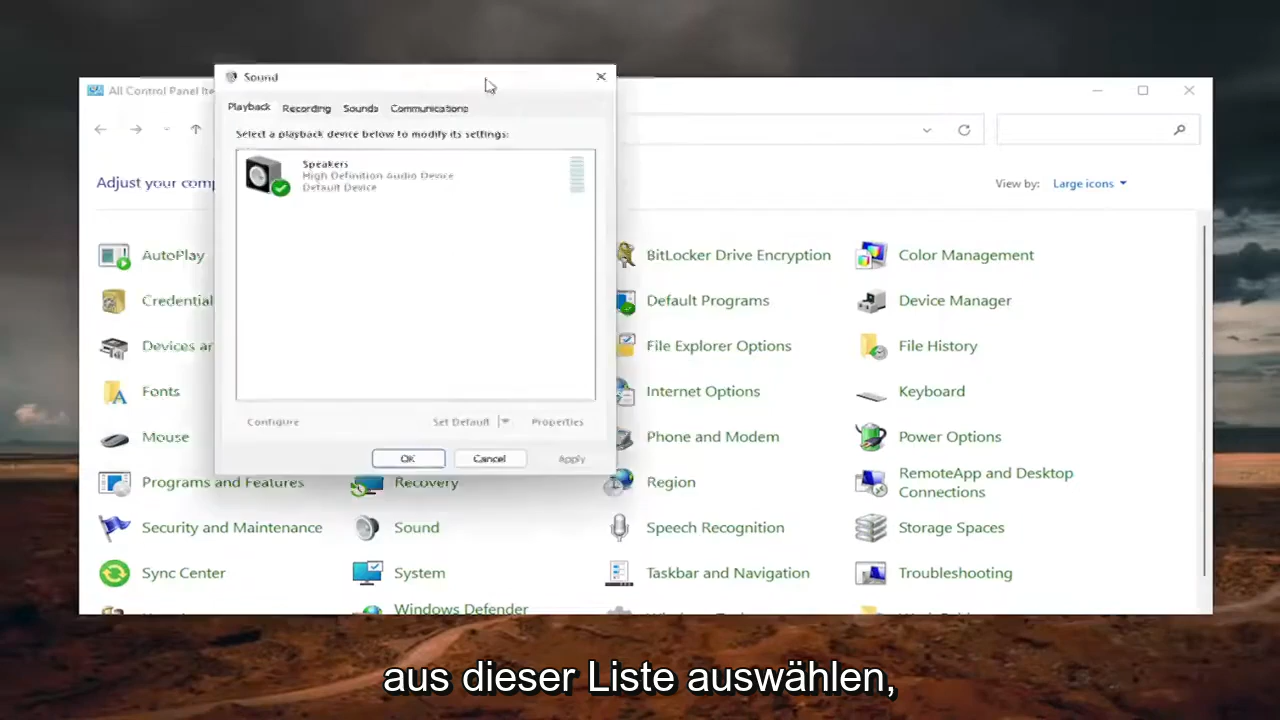 Sound
All Control Panel Ite
Playback Recording Sounds Communications
Select a playback device below to modify its settings:
Speakers
High Definition Audio Device
Default Device
Adjust your comp
View by: Large icons
AutoPlay
BitLocker Drive Encryption
Color Management
Credential
Default Programs
Device Manager
Devices ar
File Explorer Options
File History
Fonts
Internet Options
Keyboard
Configure Set Default Properties
Mouse
Phone and Modem
Power Options
OK Cancel Apply
Programs and Features
Recovery
Region
RemoteApp and Desktop
Connections
Security and Maintenance
Sound
Speech Recognition
Storage Spaces
Sync Center
System
Taskbar and Navigation
Troubleshooting
Windows Defender
aus dieser Liste auswählen,